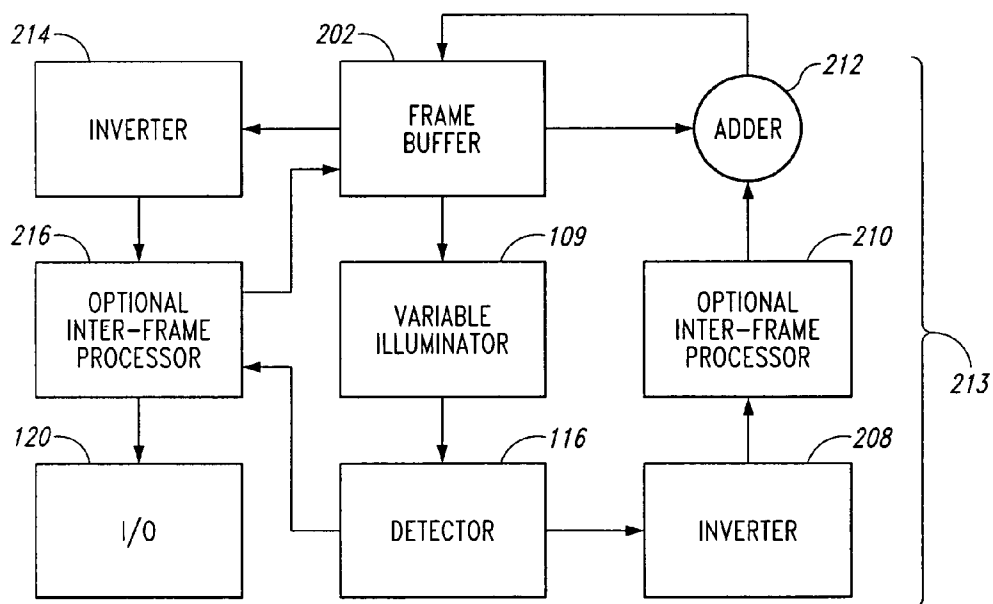 214
202
212
INVERTER
FRAME
BUFFER
ADDER
216
109
210
OPTIONAL
INTER-FRAME
PROCESSOR
VARIABLE
ILLUMINATOR
OPTIONAL
INTER-FRAME
PROCESSOR
213
120
116
208
I/O
DETECTOR
INVERTER